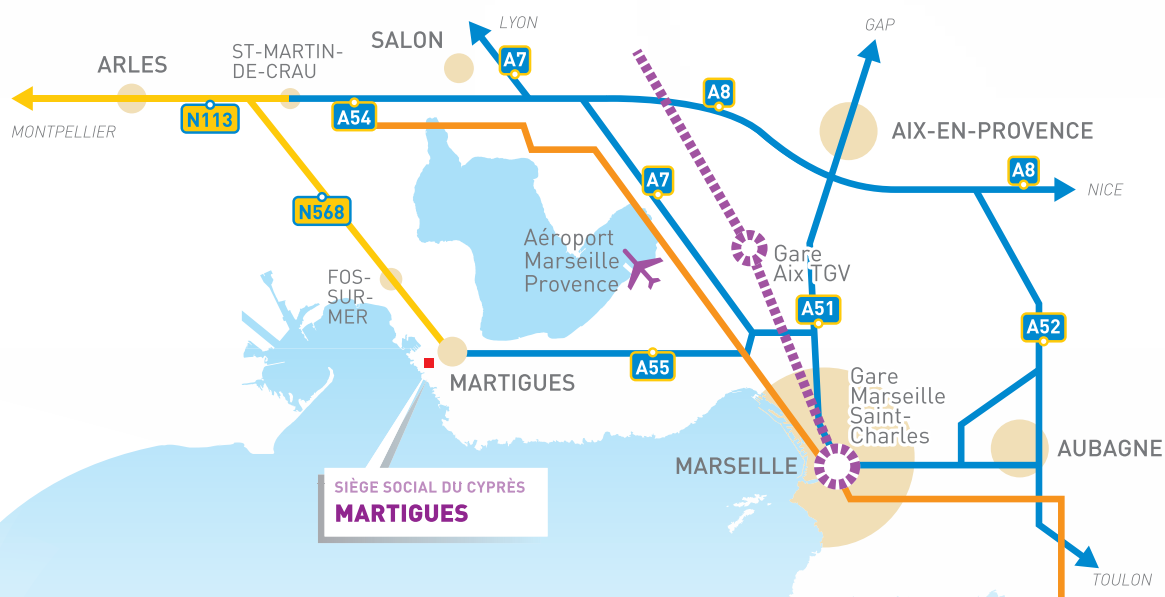 LYON
GAP
SALON
ST-MARTIN-
DE-CRAU
ARLES
A7
A8
N113
A54
MONTPELLIER
AIX-EN-PROVENCE
A8
NICE
A7
N568
Aéroport
Marseille
Provence
Gare
Aix TGV
FOS-
SUR-
MER
A51
A52
A55
MARTIGUES
Gare
Marseille
Saint-
Charles
AUBAGNE
MARSEILLE
SIÈGE SOCIAL DU CYPRÈS
MARTIGUES
TOULON